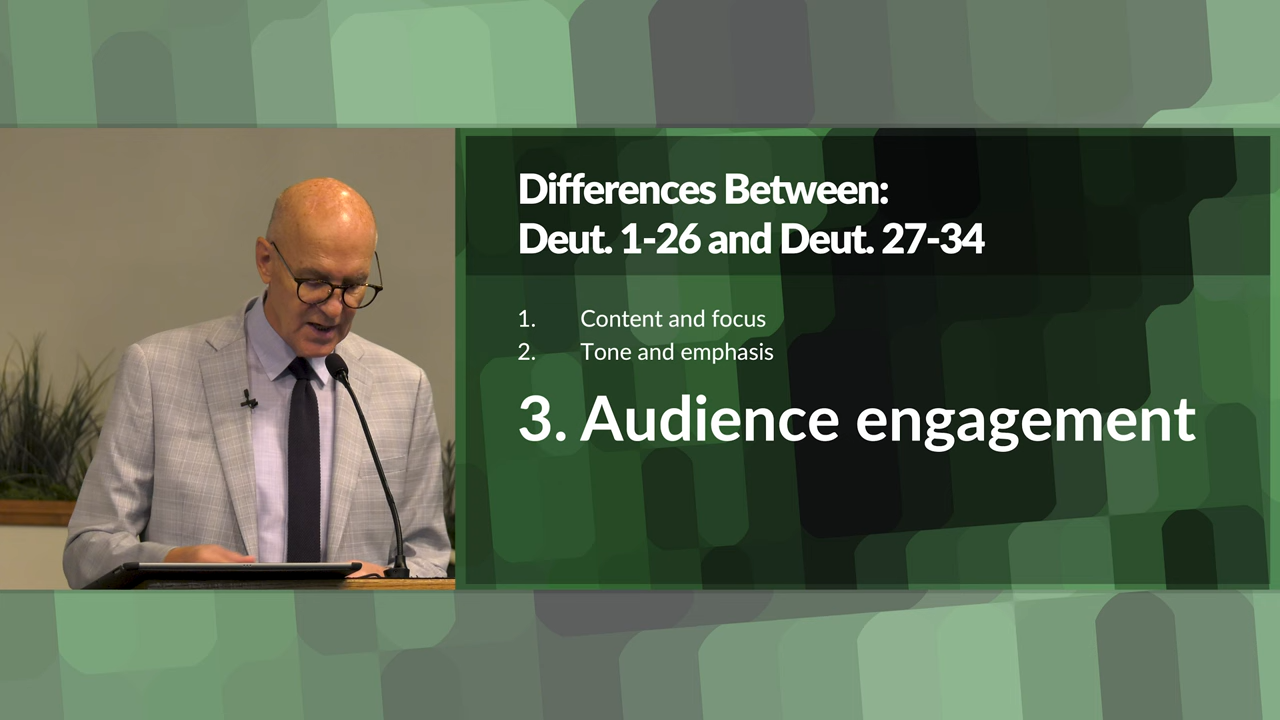 Differences Between:
Deut. 1-26 and Deut. 27-34
1. Content and focus
2. Tone and emphasis
3. Audience engagement